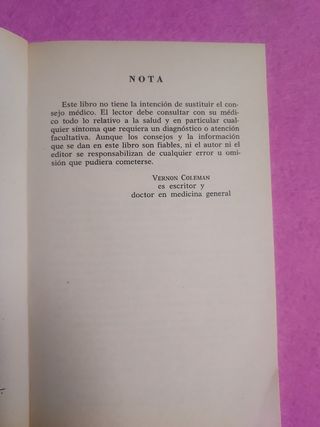 NOTA
Este libro no tiene la intención de sustituir el con-
sejo médico. El lector debe consultar con su médi-
co todo lo relativo a la salud y en particular cual-
quier síntoma que requiera un diagnóstico o atención
facultativa. Aunque los consejos y la información
que se dan en este libro son fiables, ni el autor ni el
editor se responsabilizan de cualquier error u omi-
sión que pudiera cometerse.
VERNON COLEMAN
es escritor y
doctor en medicina general